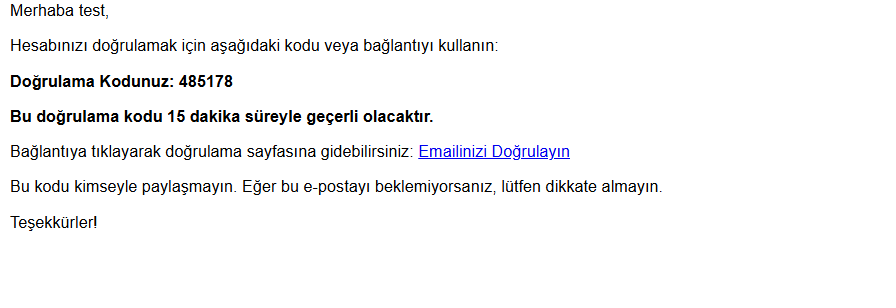 Merhaba test,
Hesabınızı doğrulamak için aşağıdaki kodu veya bağlantıyı kullanın:
Doğrulama Kodunuz: 485178
Bu doğrulama kodu 15 dakika süreyle geçerli olacaktır.
Bağlantıya tıklayarak doğrulama sayfasına gidebilirsiniz: Emailinizi Doğrulayın
Bu kodu kimseyle paylaşmayın. Eğer bu e-postayı beklemiyorsanız, lütfen dikkate almayın.
Teşekkürler!